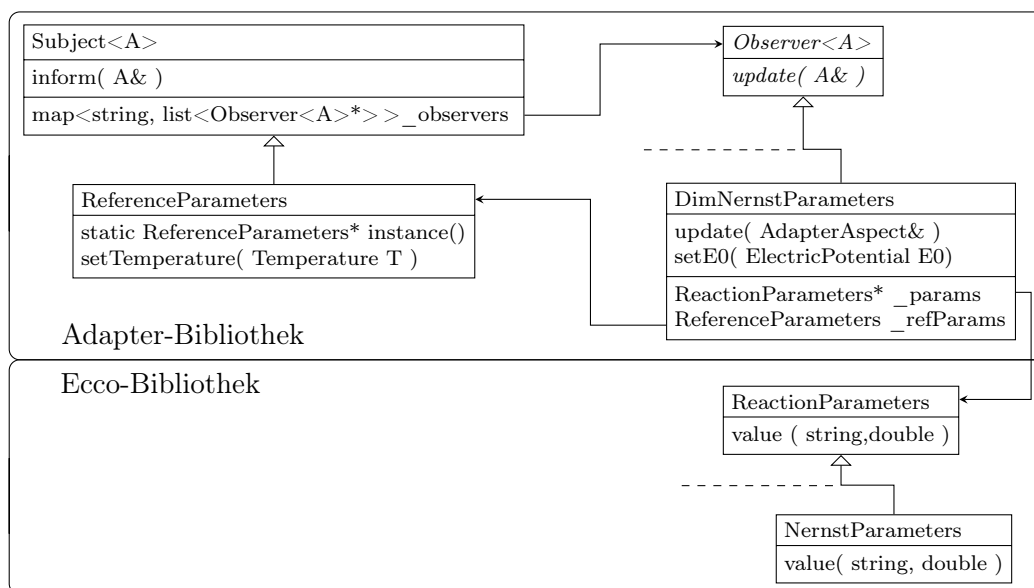 Subject<A>
inform( A& )
map<string, list<Observer<A>*> >_observers
Observer<A>
update( A& )
ReferenceParameters
static ReferenceParameters* instance()
setTemperature( Temperature T )
DimNernstParameters
update( AdapterAspect& )
setE0( ElectricPotential E0)
ReactionParameters* _params
ReferenceParameters _refParams
Adapter-Bibliothek
Ecco-Bibliothek
ReactionParameters
value ( string,double )
NernstParameters
value( string, double )